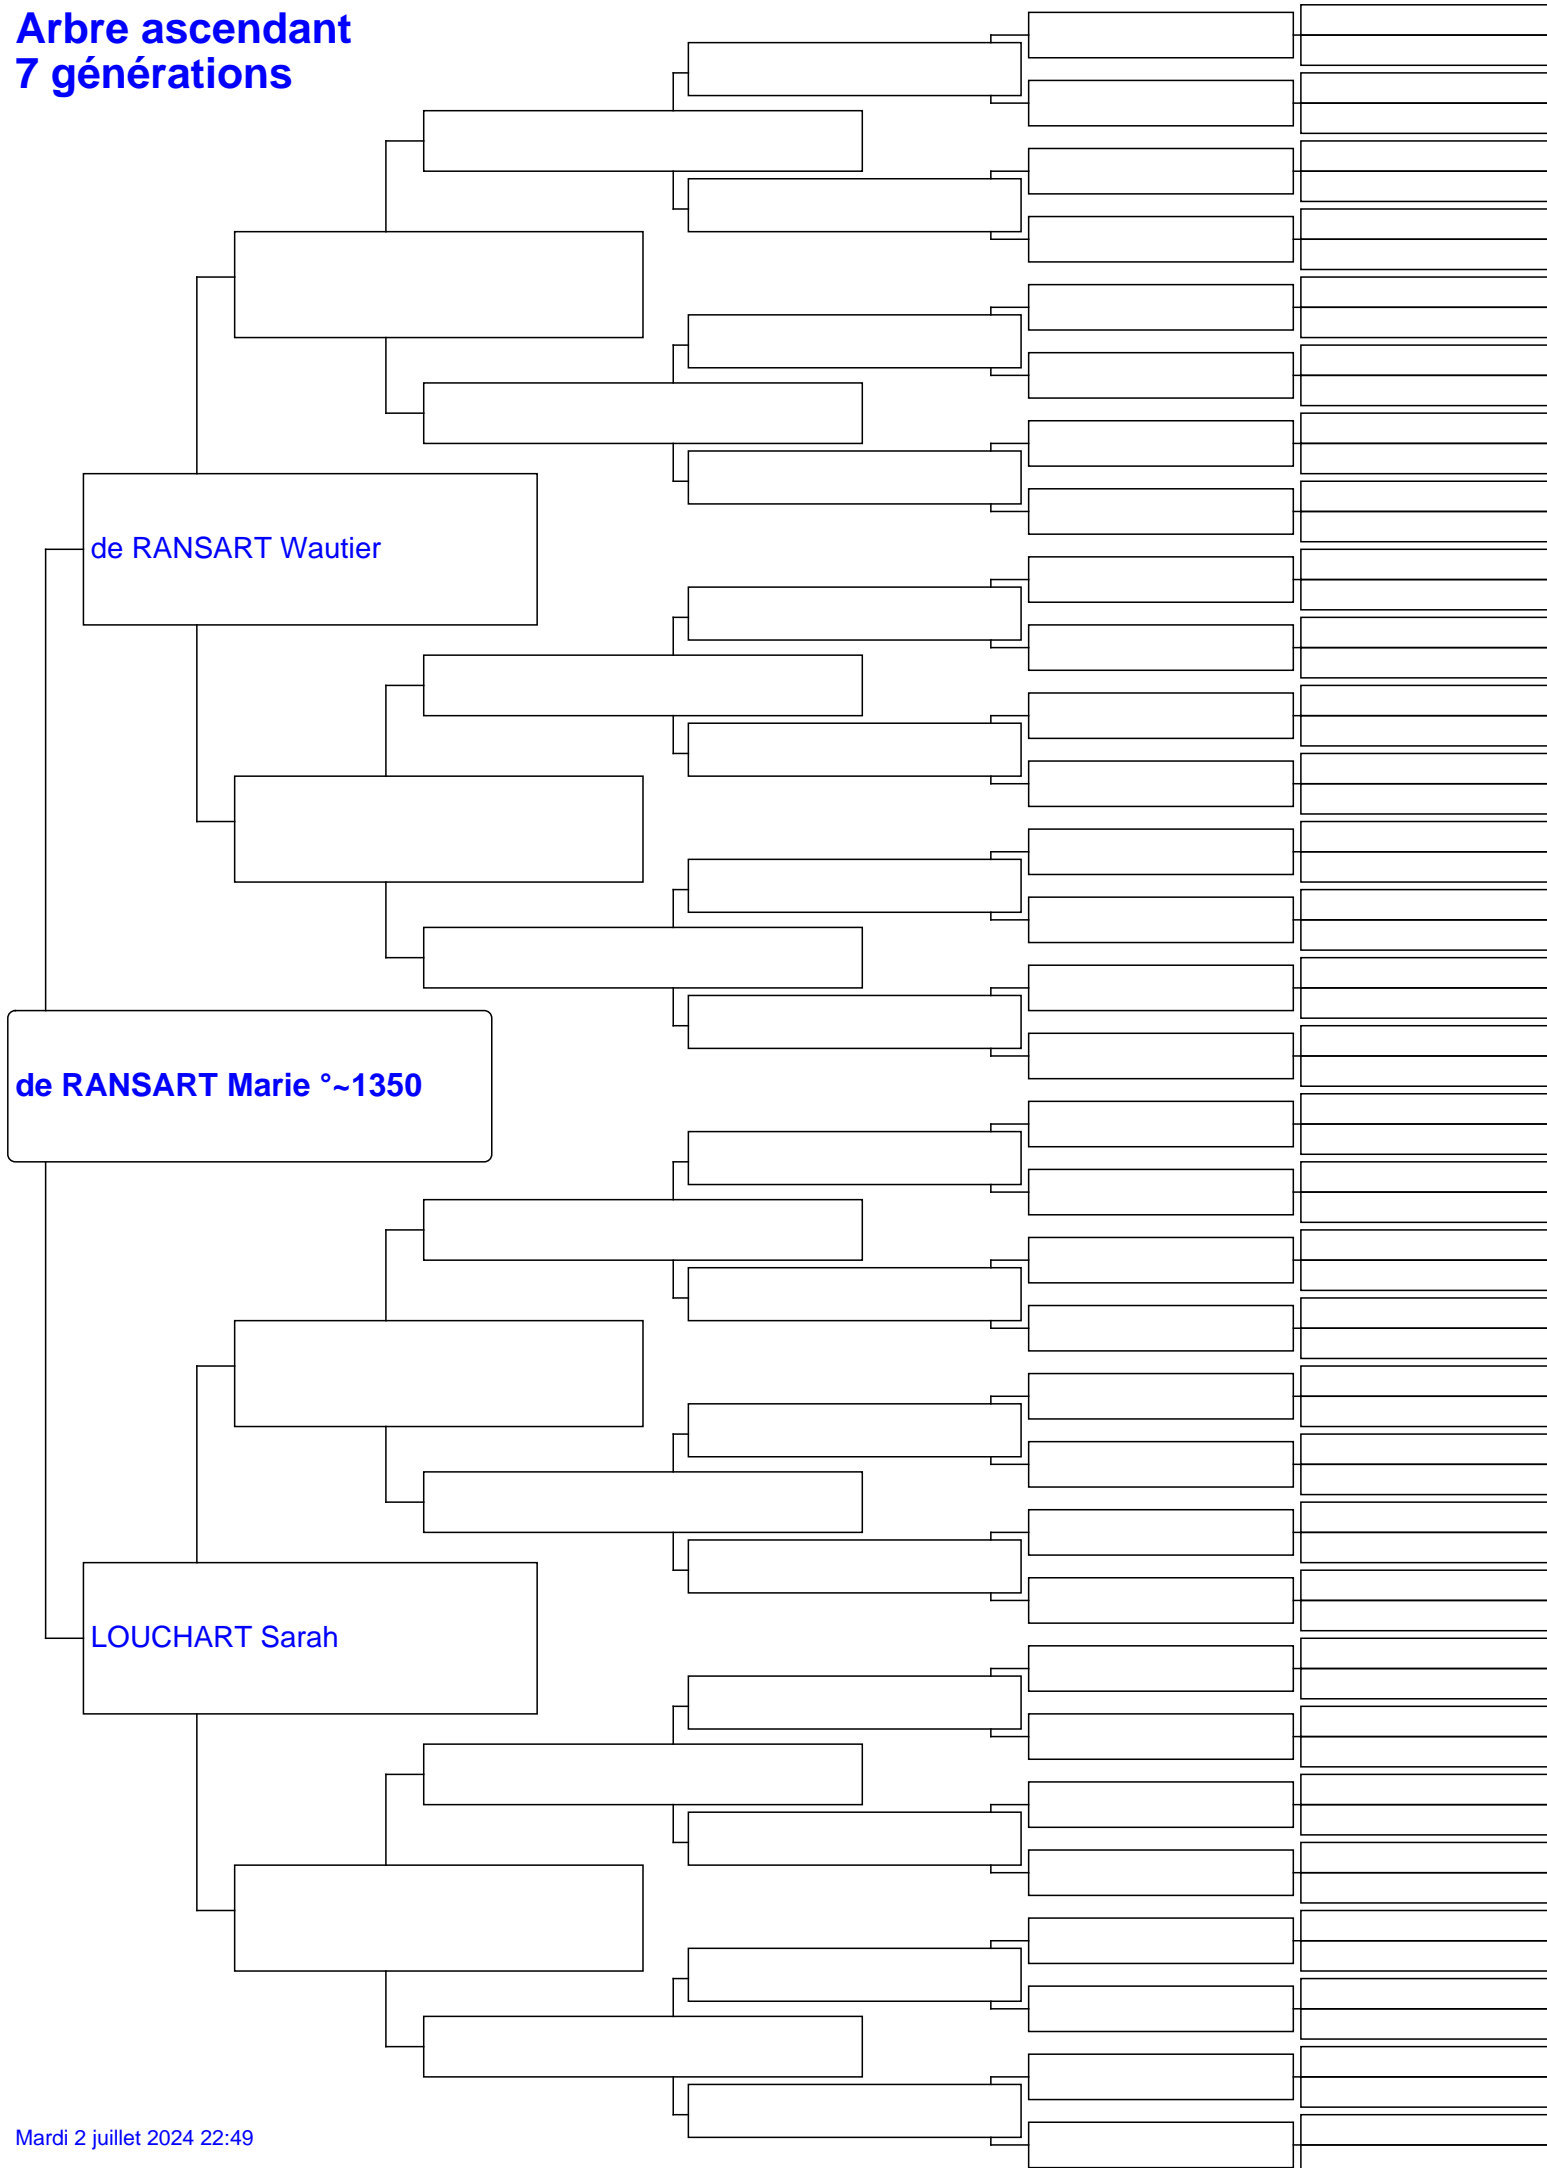 Arbre ascendant
7 générations
de RANSART Wautier
de RANSART Marie °~1350
LOUCHART Sarah
Mardi 2 juillet 2024 22:49